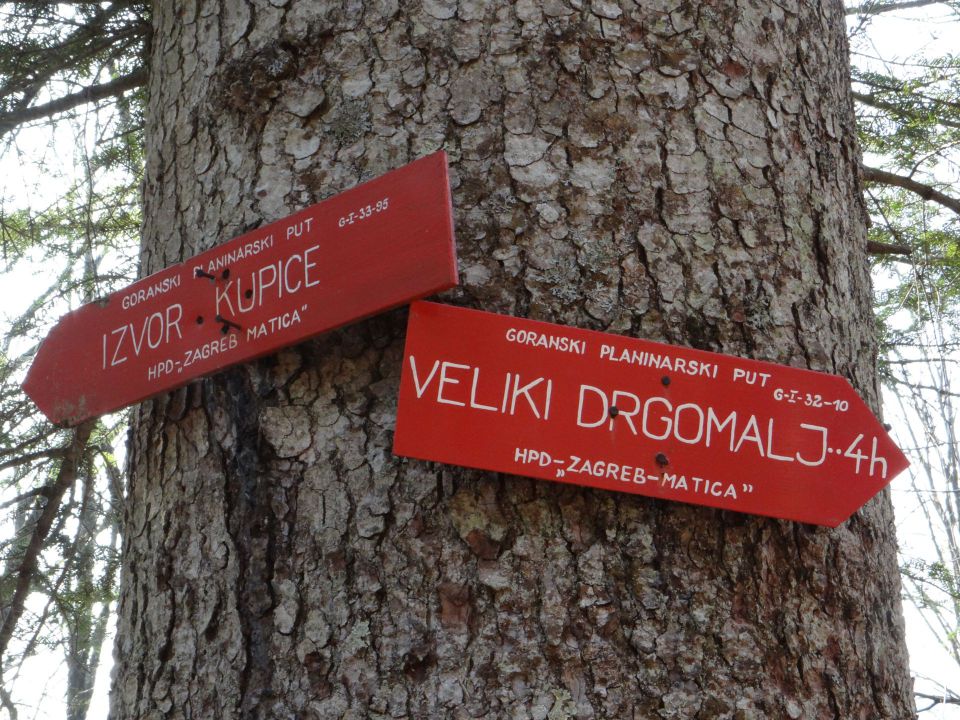 GORANSKI PLANINARSKI PUT G-I-33-95
IZVOR KUPICE
HPD-„ZAGREB MATICA”
GORANSKI PLANINARSKI PUT G-I-32-10
VELIKI DRGOMALJ··4h
HPD-„ZAGREB-MATICA”